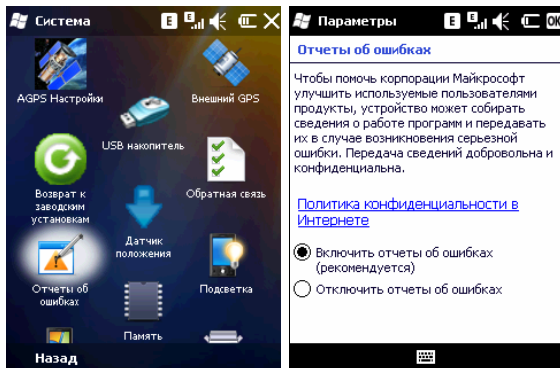 Система
E E
AGPS Настройки
Внешний GPS
USB накопитель
Возврат к
заводским
установкам
Обратная связь
Датчик
положения
Отчеты об
ошибках
Подсветка
Память
Назад
Параметры
E E OK
Отчеты об ошибках
Чтобы помочь корпорации Майкрософт
улучшить используемые пользователями
продукты, устройство может собирать
сведения о работе программ и передавать
их в случае возникновения серьезной
ошибки. Передача сведений добровольна и
конфиденциальна.
Политика конфиденциальности в
Интернете
Включить отчеты об ошибках
(рекомендуется)
Отключить отчеты об ошибках